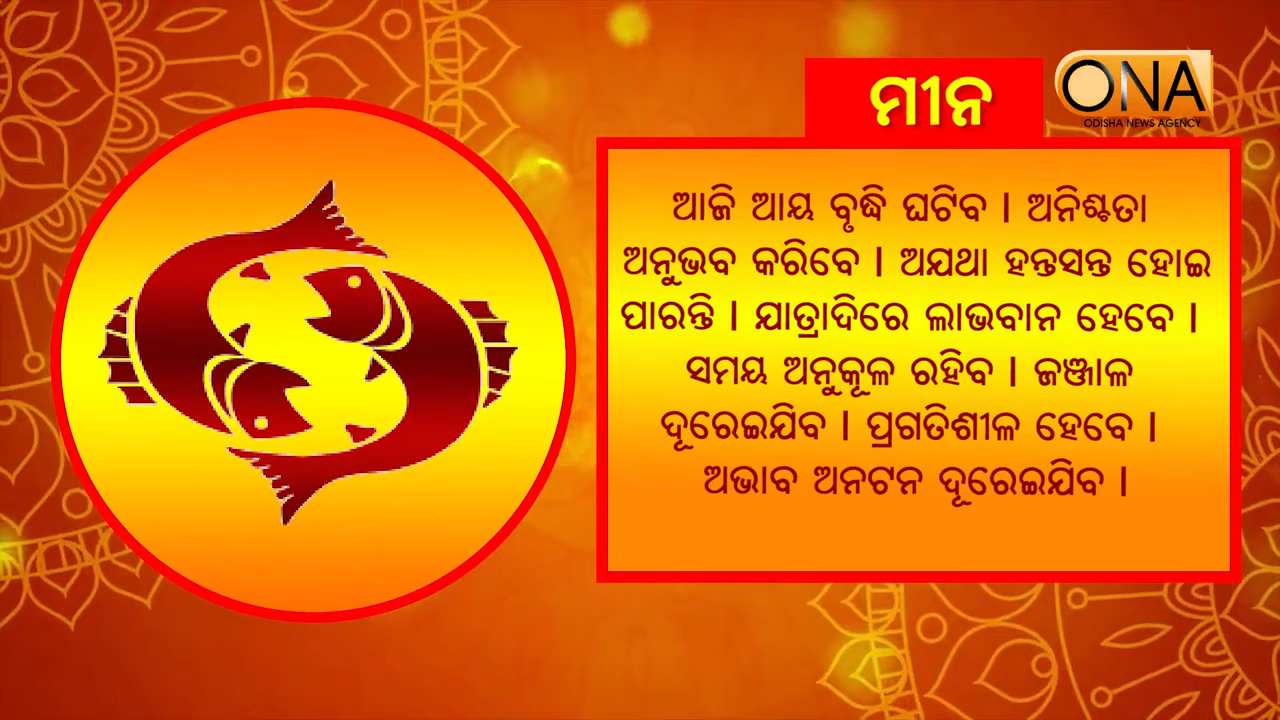 ମୀନ
ONA
ODISHA NEWS AGENCY
ଆଜି ଆୟ ବୃଦ୍ଧି ଘଟିବ । ଅନିଶ୍ଚତା
ଅନୁଭବ କରିବେ । ଅଯଥା ହନ୍ତସନ୍ତ ହୋଇ
ପାରନ୍ତି । ଯାତ୍ରାଦିରେ ଲାଭବାନ ହେବେ ।
ସମୟ ଅନୁକୂଳ ରହିବ । ଜଞ୍ଜାଳ
ଦୂରେଇଯିବ । ପ୍ରଗତିଶୀଳ ହେବେ ।
ଅଭାବ ଅନଟନ ଦୂରେଇଯିବ ।